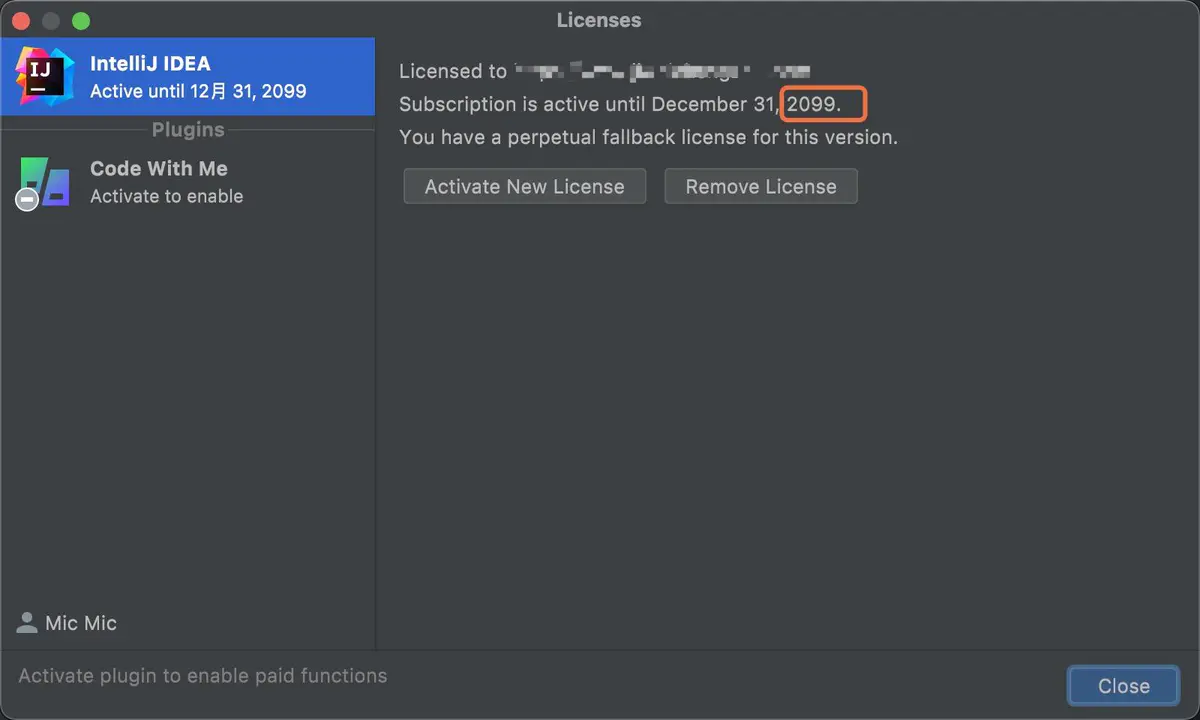 Licenses
IJ
IntelliJ IDEA
Active until 12月 31, 2099
Plugins
Code With Me
Activate to enable
Licensed to
Subscription is active until December 31, 2099.
You have a perpetual fallback license for this version.
Activate New License
Remove License
Mic Mic
Activate plugin to enable paid functions
Close